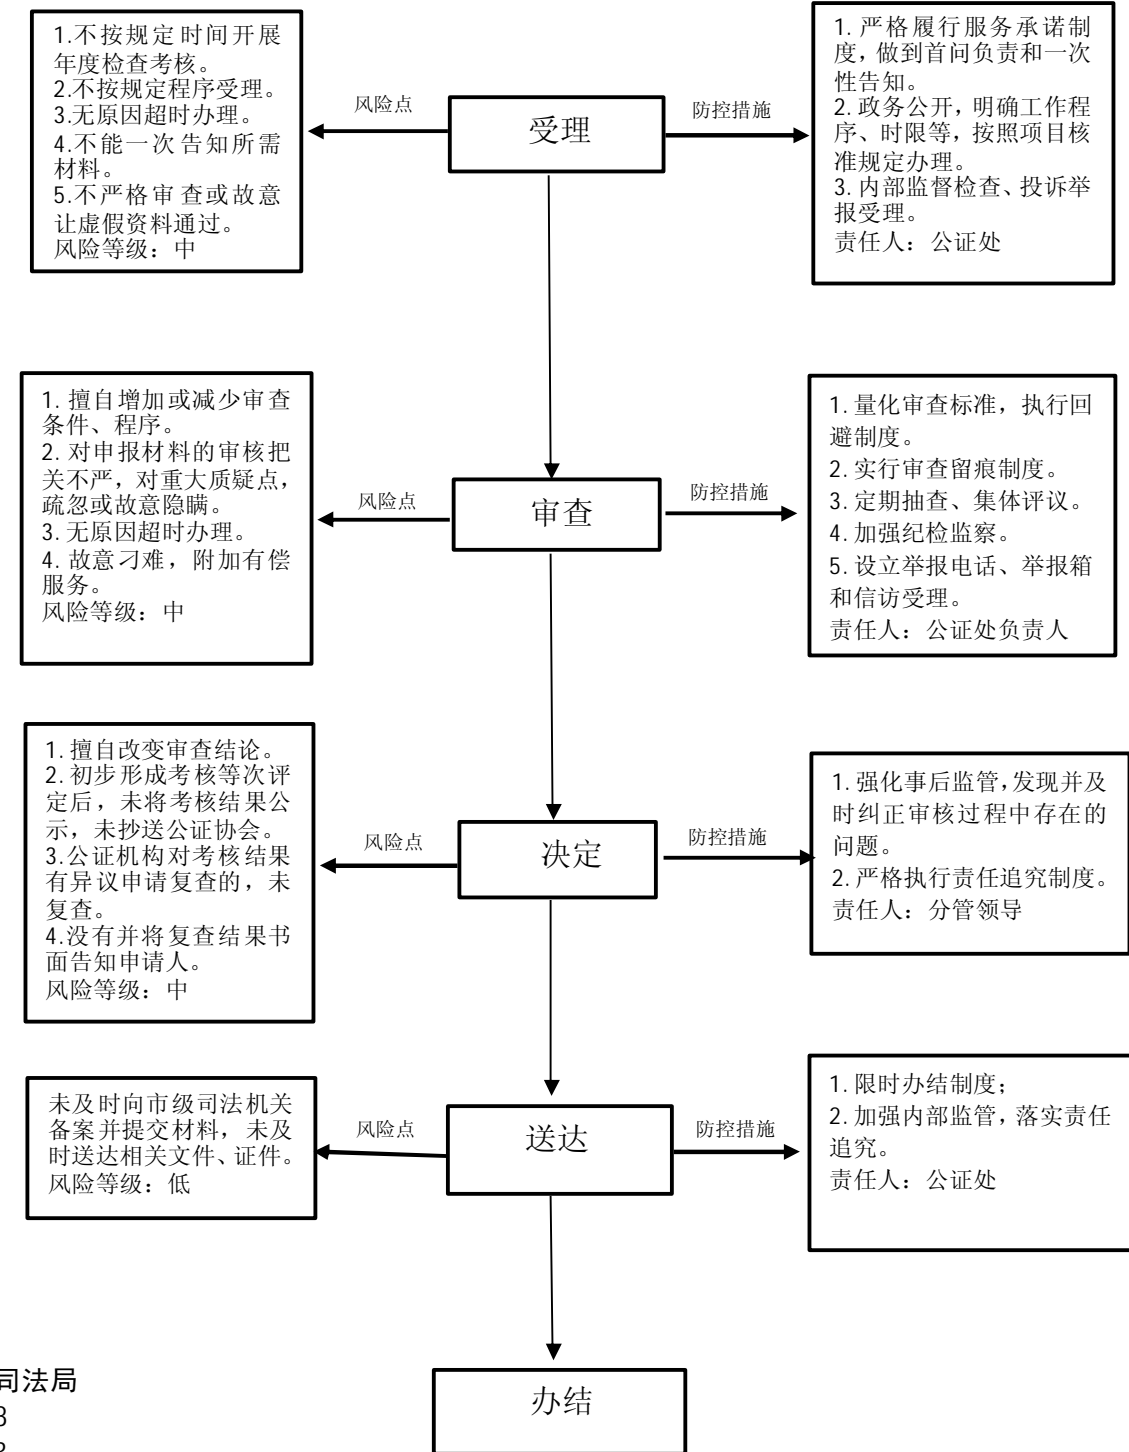 1.不按规定时间开展
年度检查考核。
2.不按规定程序受理。
3.无原因超时办理。
4.不能一次告知所需
材料。
5.不严格审查或故意
让虚假资料通过。
风险等级：中
风险点
受理
防控措施
1. 严格履行服务承诺制
度，做到首问负责和一次
性告知。
2. 政务公开，明确工作程
序、时限等，按照项目核
准规定办理。
3. 内部监督检查、投诉举
报受理。
责任人：公证处
1. 擅自增加或减少审查
条件、程序。
2. 对申报材料的审核把
关不严，对重大质疑点，
疏忽或故意隐瞒。
3. 无原因超时办理。
4. 故意刁难，附加有偿
服务。
风险等级：中
风险点
审查
防控措施
1. 量化审查标准，执行回
避制度。
2. 实行审查留痕制度。
3. 定期抽查、集体评议。
4. 加强纪检监察。
5. 设立举报电话、举报箱
和信访受理。
责任人：公证处负责人
1. 擅自改变审查结论。
2. 初步形成考核等次评
定后，未将考核结果公
示，未抄送公证协会。
3.公证机构对考核结果
有异议申请复查的，未
复查。
4.没有并将复查结果书
面告知申请人。
风险等级：中
风险点
决定
防控措施
1. 强化事后监管，发现并及
时纠正审核过程中存在的
问题。
2. 严格执行责任追究制度。
责任人：分管领导
未及时向市级司法机关
备案并提交材料，未及
时送达相关文件、证件。
风险等级：低
风险点
送达
防控措施
1. 限时办结制度；
2. 加强内部监管，落实责任
追究。
责任人：公证处
办结
司法局